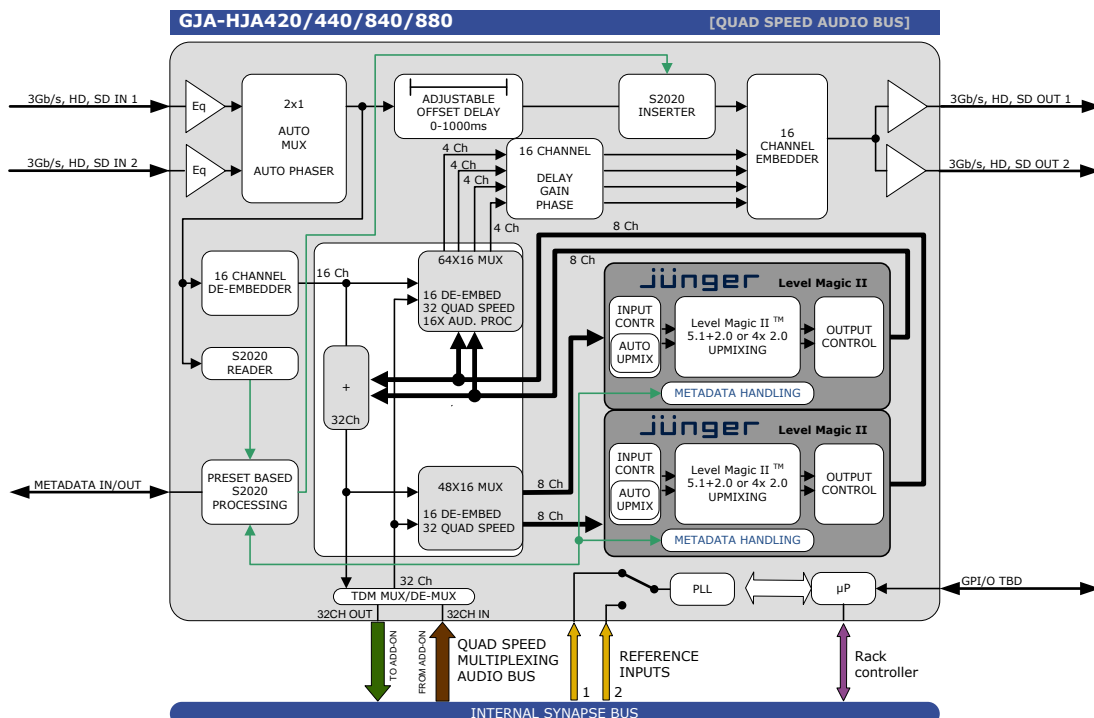 GJA-HJA420/440/840/880
[QUAD SPEED AUDIO BUS]
3Gb/s, HD, SD IN 1
Eq
2x1
AUTO
MUX
AUTO PHASER
ADJUSTABLE
OFFSET DELAY
0-1000ms
S2020
INSERTER
16
CHANNEL
EMBEDDER
3Gb/s, HD, SD OUT 1
3Gb/s, HD, SD IN 2
Eq
3Gb/s, HD, SD OUT 2
4 Ch
4 Ch
4 Ch
4 Ch
16 CHANNEL
DELAY
GAIN
PHASE
8 Ch
8 Ch
16 CHANNEL
DE-EMBEDDER
16 Ch
64X16 MUX
16 DE-EMBED
32 QUAD SPEED
16X AUD. PROC
jünger
Level Magic II
INPUT
CONTR
AUTO
UPMIX
Level Magic II ™
5.1+2.0 or 4x 2.0
UPMIXING
OUTPUT
CONTROL
METADATA HANDLING
S2020
READER
+
32Ch
jünger
Level Magic II
INPUT
CONTR
AUTO
UPMIX
Level Magic II ™
5.1+2.0 or 4x 2.0
UPMIXING
OUTPUT
CONTROL
METADATA HANDLING
METADATA IN/OUT
PRESET BASED
S2020
PROCESSING
48X16 MUX
16 DE-EMBED
32 QUAD SPEED
8 Ch
8 Ch
32 Ch
TDM MUX/DE-MUX
32CH OUT
32CH IN
PLL
µP
GPI/O TBD
TO ADD-ON
FROM ADD-ON
QUAD SPEED
MULTIPLEXING
AUDIO BUS
1
2
REFERENCE
INPUTS
Rack
controller
INTERNAL SYNAPSE BUS